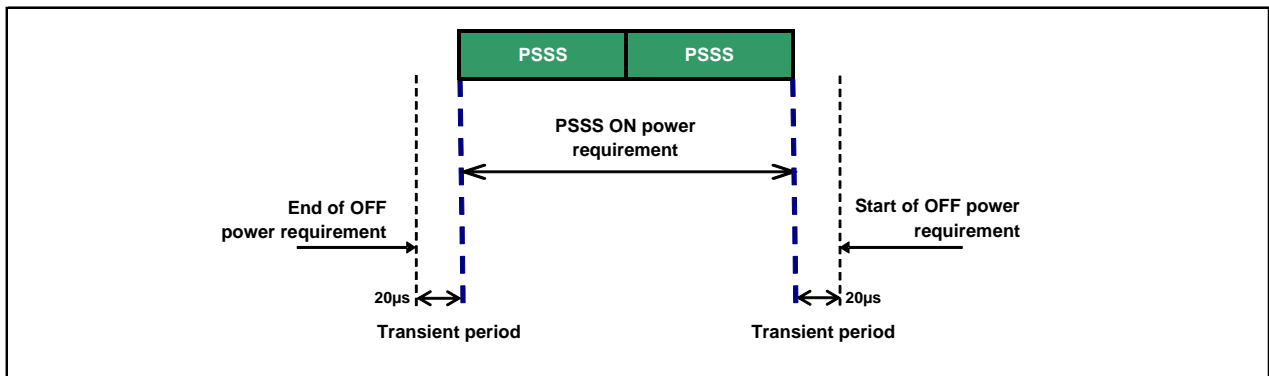 PSSS PSSS
PSSS ON power
requirement
End of OFF
power requirement
Start of OFF power
requirement
20µs
20µs
Transient period
Transient period